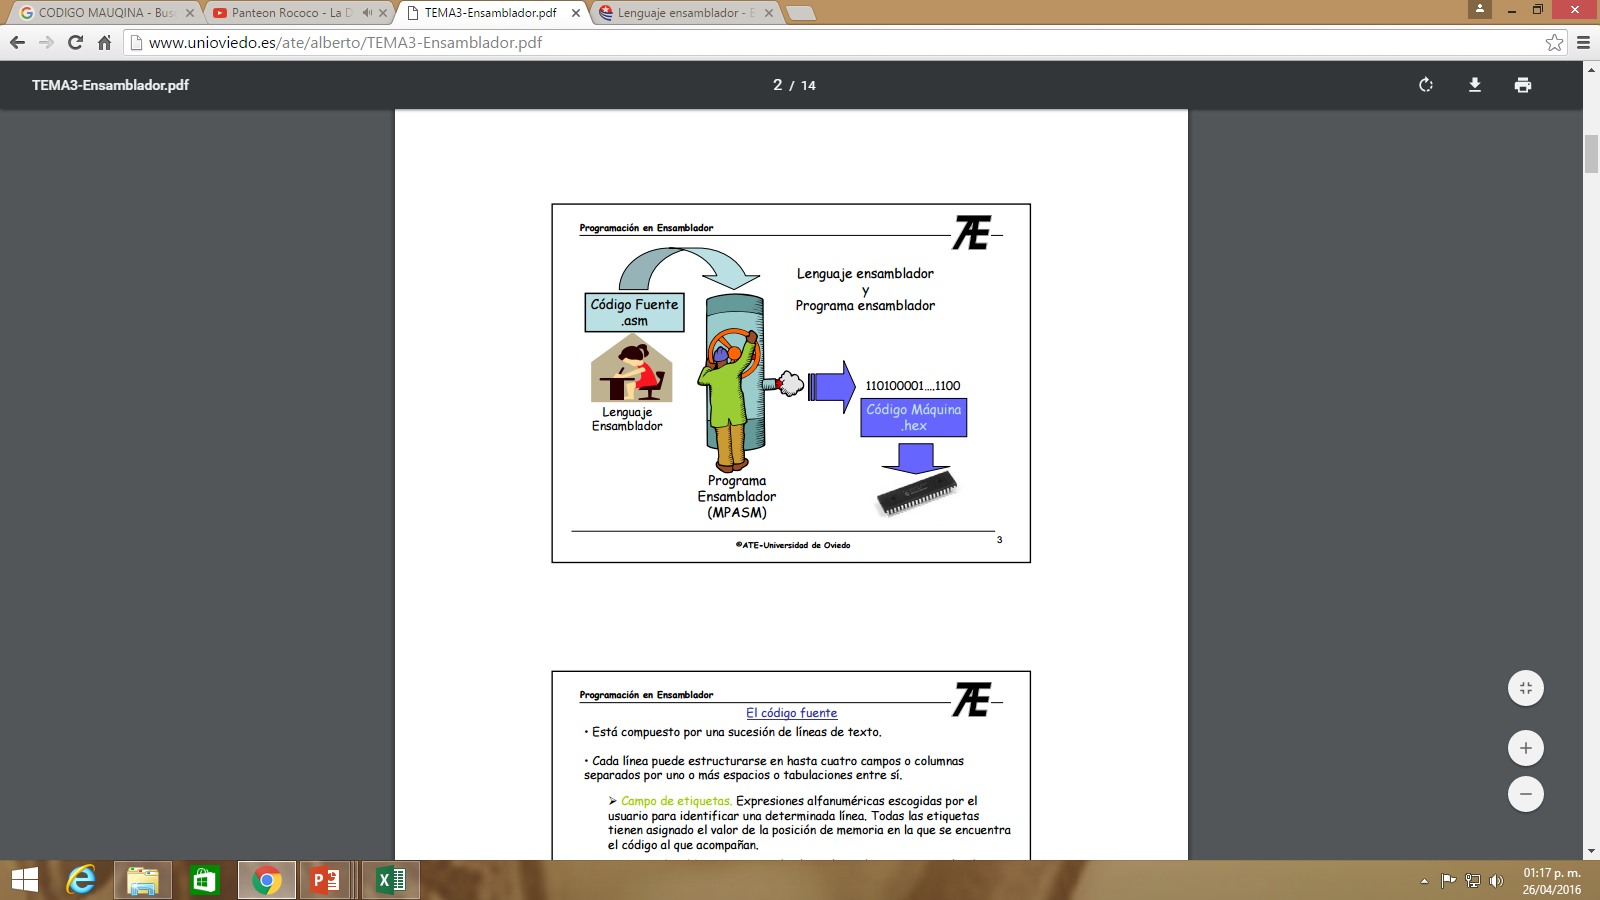 CODIGO MAUQINA - Bus
Panteon Rococo - La D
TEMA3-Ensamblador.pdf
Lenguaje ensamblador - E
www.unioviedo.es/ate/alberto/TEMA3-Ensamblador.pdf
TEMA3-Ensamblador.pdf
2 / 14
Programación en Ensamblador
Æ
Lenguaje ensamblador
y
Programa ensamblador
Código Fuente
.asm
Lenguaje
Ensamblador
110100001....1100
Código Máquina
.hex
Programa
Ensamblador
(MPASM)
©ATE-Universidad de Oviedo
3
Programación en Ensamblador
Æ
El código fuente
• Está compuesto por una sucesión de líneas de texto.
• Cada línea puede estructurarse en hasta cuatro campos o columnas
separados por uno o más espacios o tabulaciones entre sí.
➢ Campo de etiquetas. Expresiones alfanuméricas escogidas por el
usuario para identificar una determinada línea. Todas las etiquetas
tienen asignado el valor de la posición de memoria en la que se encuentra
el código al que acompañan.
01:17 p. m.
26/04/2016